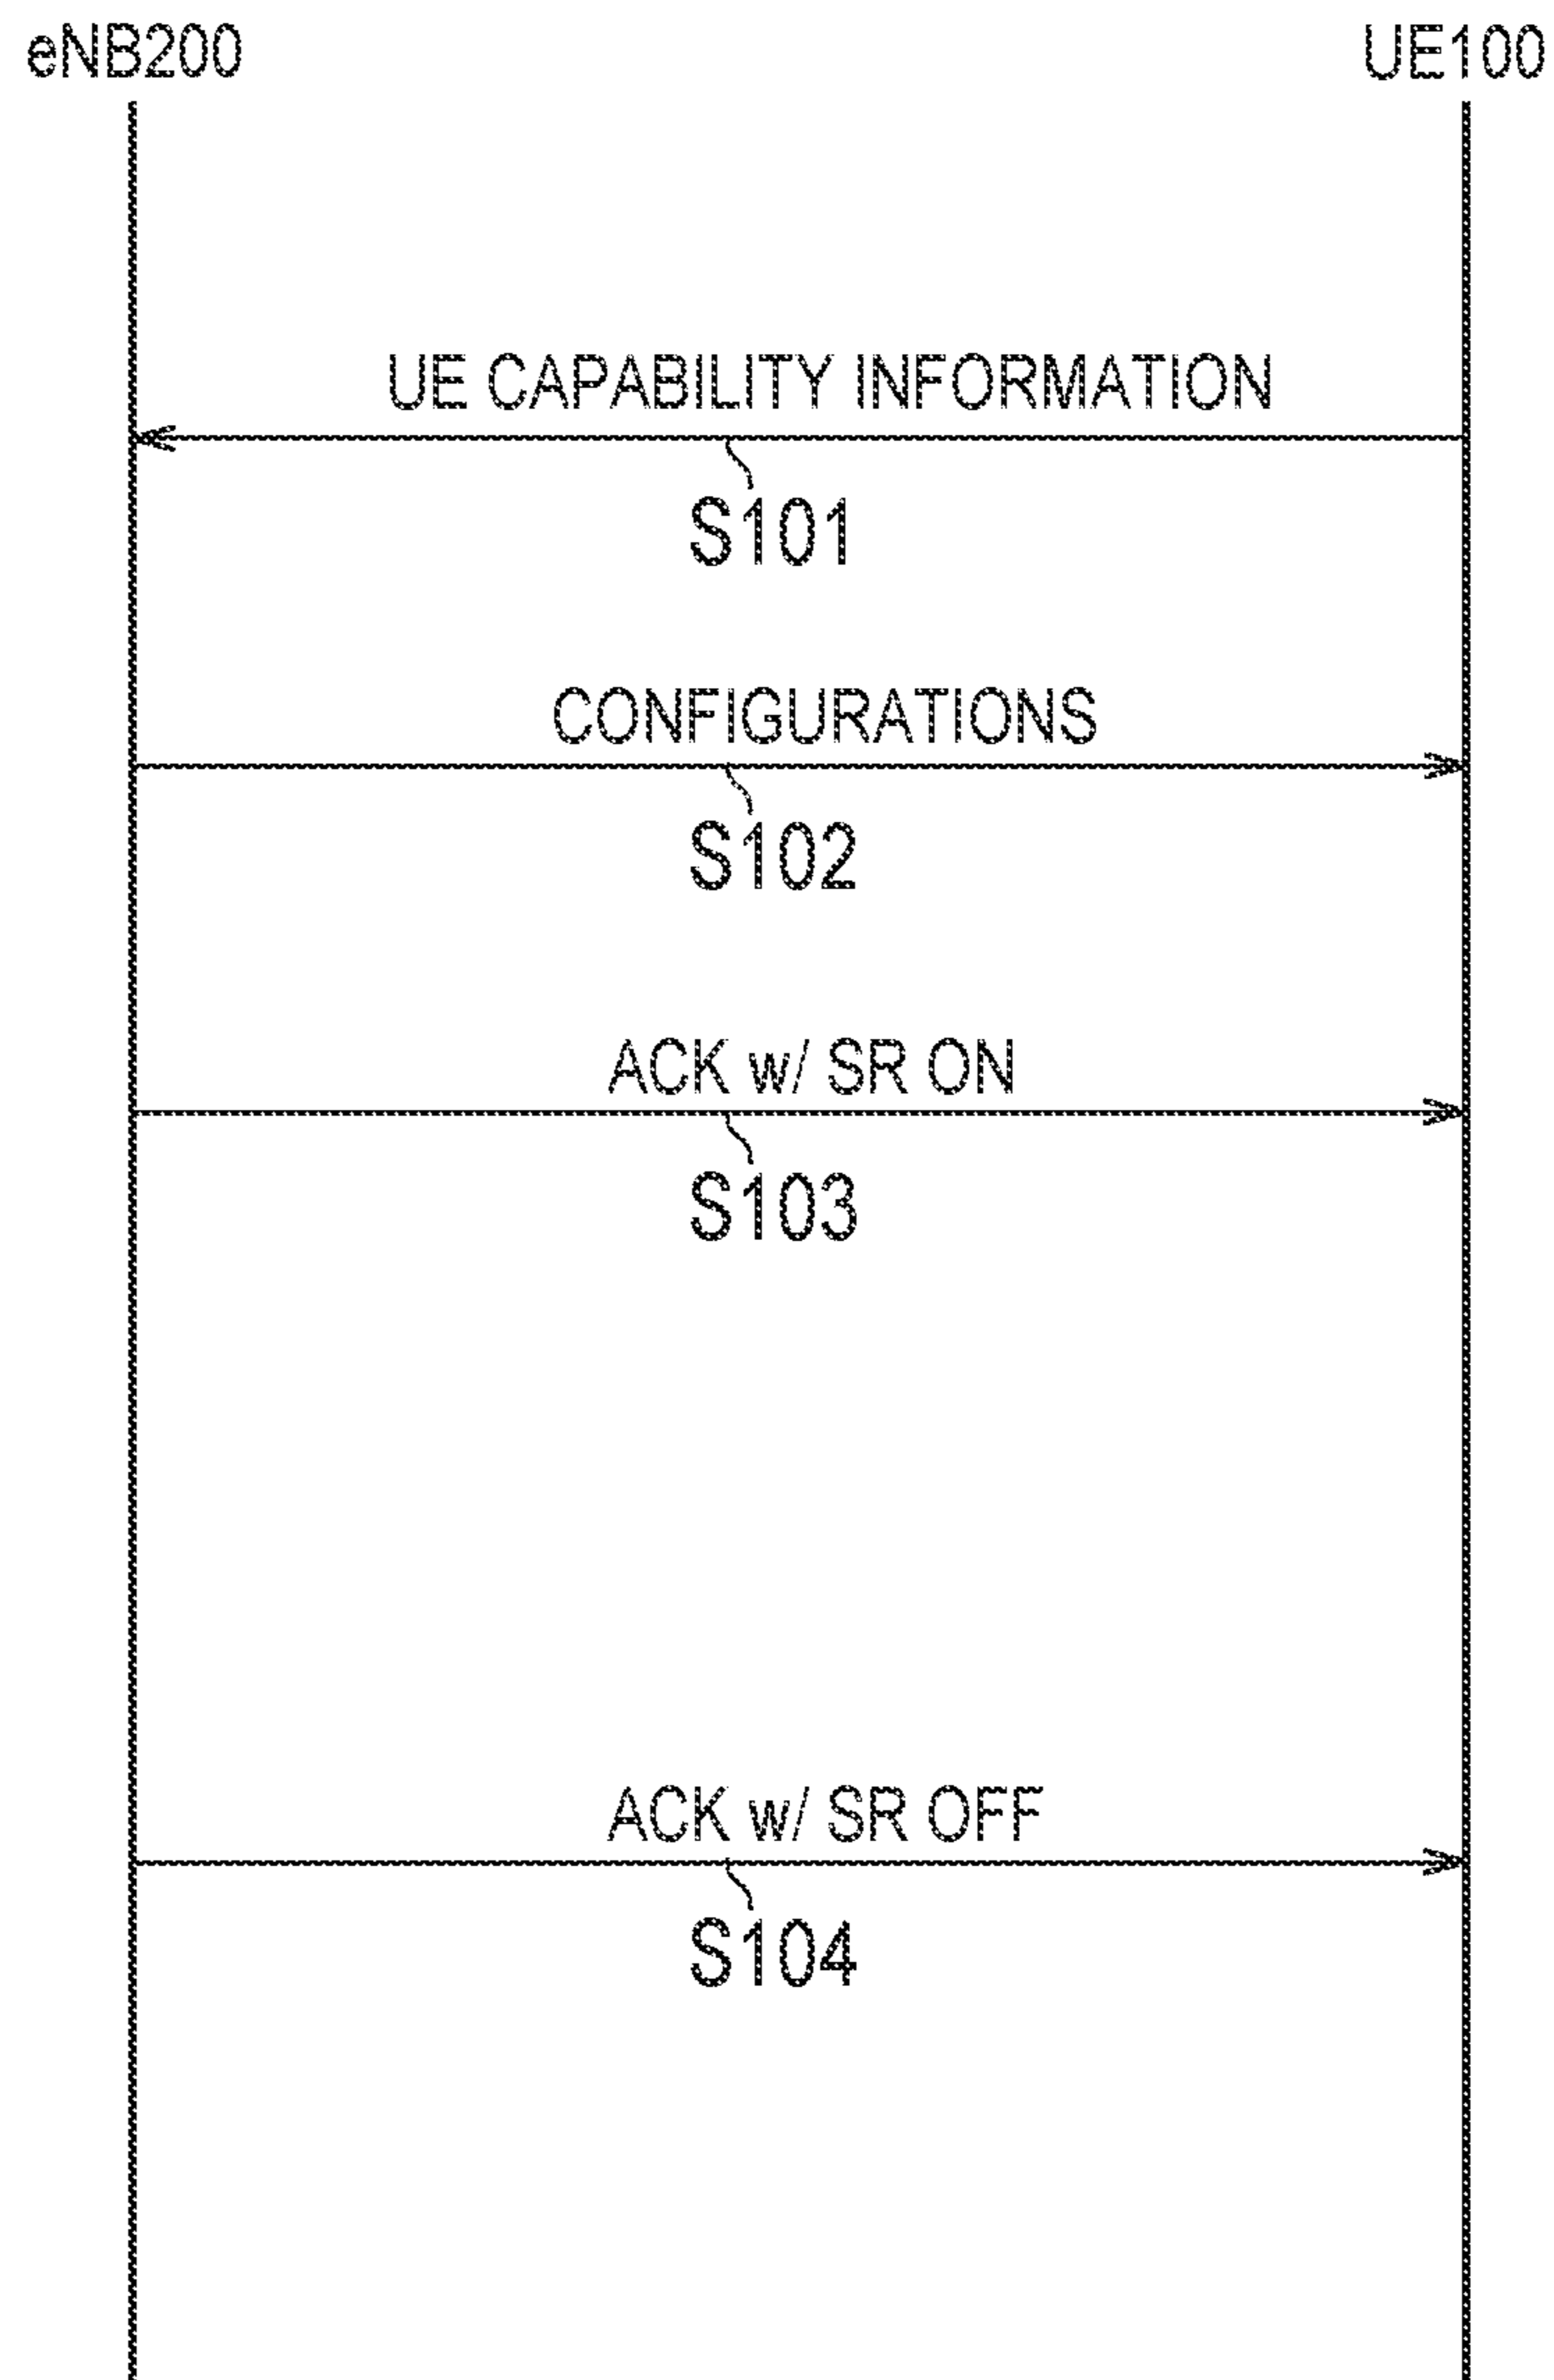 eNB200
UE100
UE CAPABILITY INFORMATION
S101
CONFIGURATIONS
S102
ACK w/ SR ON
S103
ACK w/ SR OFF
S104